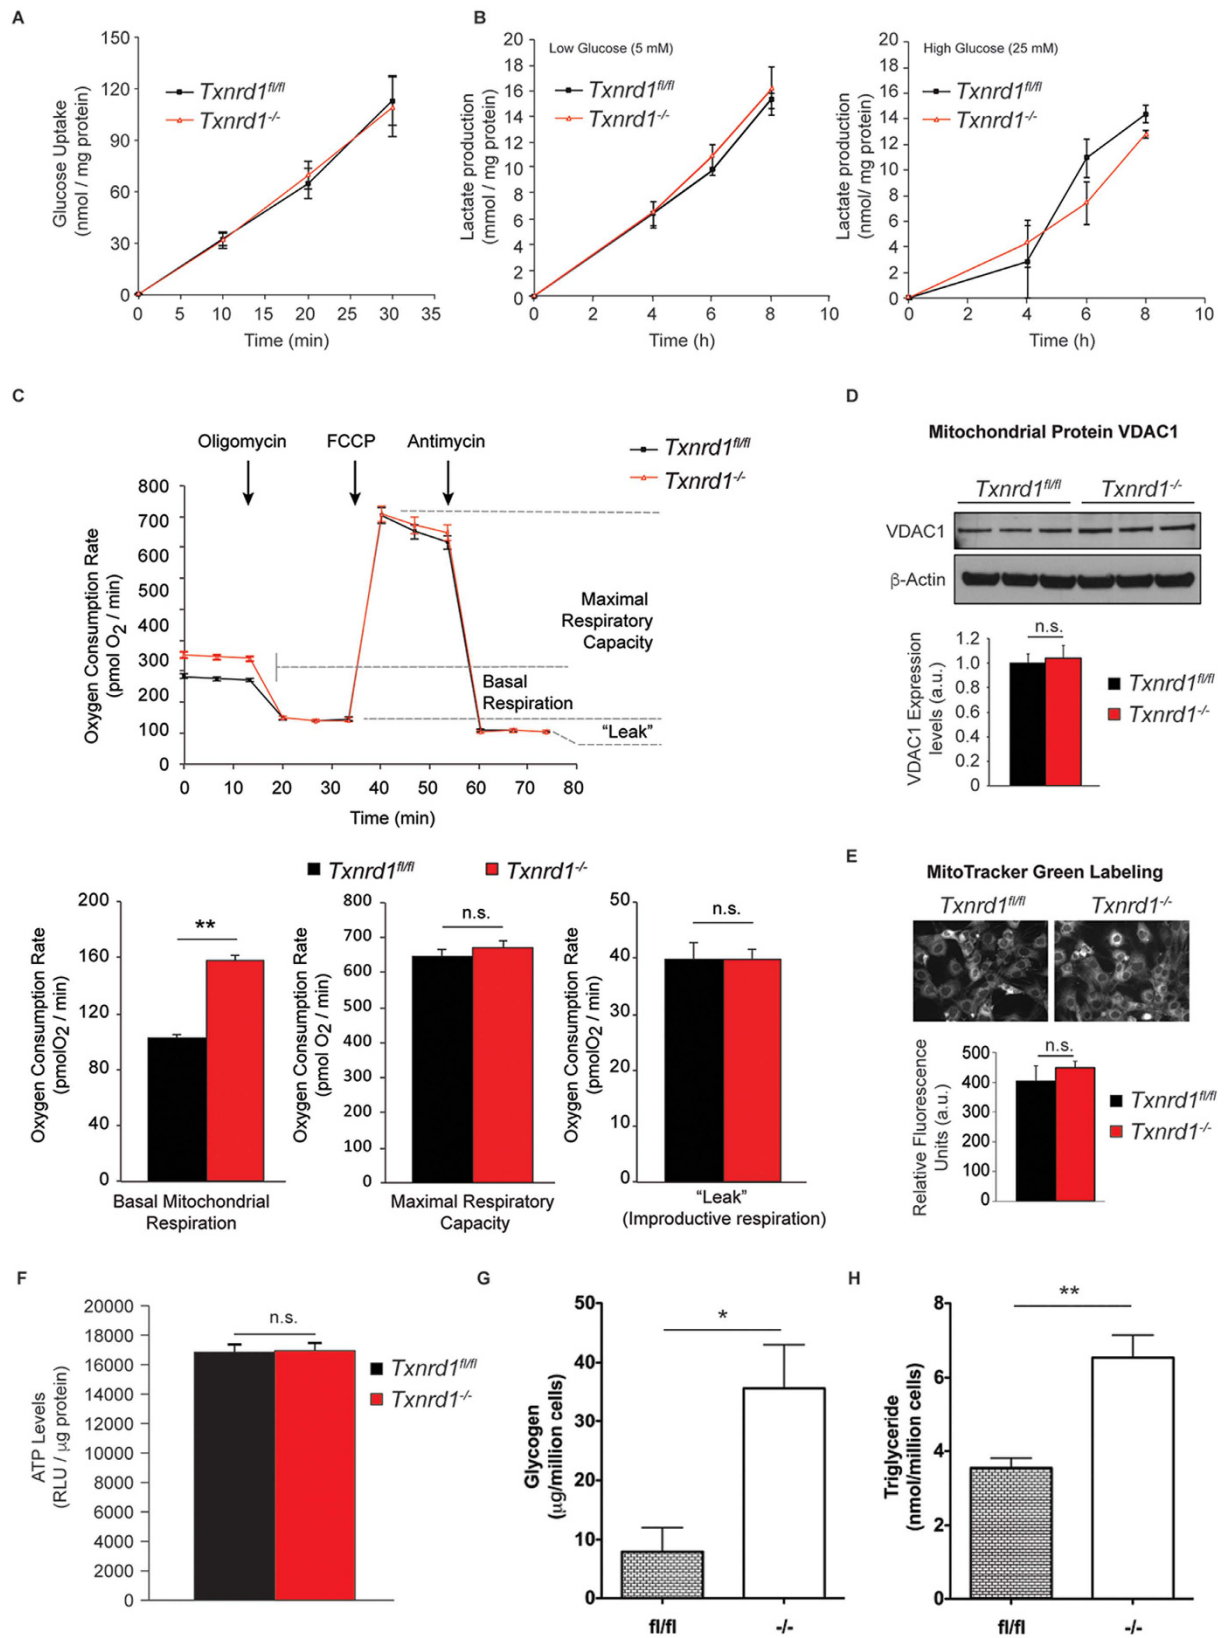 A
Glucose Uptake
(nmol / mg protein)
120
90
60
30
0
Txnrd1fl/fl
Txnrd1-/-
0 5 10 15 20 25 30 35
Time (min)
B
Low Glucose (5 mM)
Lactate production
(mmol / mg protein)
20
18
16
14
12
10
8
6
4
2
0
Txnrd1fl/fl
Txnrd1-/-
0 2 4 6 8 10
Time (h)
High Glucose (25 mM)
Lactate production
(nmol/ mg protein)
20
18
16
14
12
10
8
6
4
2
0
Txnrd1fl/fl
Txnrd1-/-
0 2 4 6 8 10
Time (h)
C
Oligomycin FCCP Antimycin
Txnrd1fl/fl
Txnrd1-/-
Oxygen Consumption Rate
(pmol O2 / min)
800
700
600
500
400
300
200
100
0
Maximal
Respiratory
Capacity
Basal
Respiration
“Leak”
0 10 20 30 40 50 60 70 80
Time (min)
Txnrd1fl/fl Txnrd1-/-
Oxygen Consumption Rate
(pmolO2 / min)
200
160
120
80
40
0
**
Basal Mitochondrial
Respiration
Oxygen Consumption Rate
(pmol O2 / min)
800
700
600
500
400
300
200
100
0
n.s.
Maximal Respiratory
Capacity
Oxygen Consumption Rate
(pmolO2 / min)
50
40
30
20
10
0
n.s.
“Leak”
(Improductive respiration)
D
Mitochondrial Protein VDAC1
Txnrd1fl/fl Txnrd1-/-
VDAC1
β-Actin
VDAC1 Expression
levels (a.u.)
1.2
1.0
0.8
0.6
0.4
0.2
0
n.s.
Txnrd1fl/fl
Txnrd1-/-
E
MitoTracker Green Labeling
Txnrd1fl/fl Txnrd1-/-
Relative Fluorescence
Units (a.u.)
500
400
300
200
100
0
n.s.
Txnrd1fl/fl
Txnrd1-/-
F
ATP Levels
(RLU / µg protein)
20000
18000
16000
14000
12000
10000
8000
6000
4000
2000
0
n.s.
Txnrd1fl/fl
Txnrd1-/-
G
Glycogen
(µg/million cells)
50
40
30
20
10
0
*
fl/fl -/-
H
Triglyceride
(nmol/million cells)
8
6
4
2
0
**
fl/fl -/-